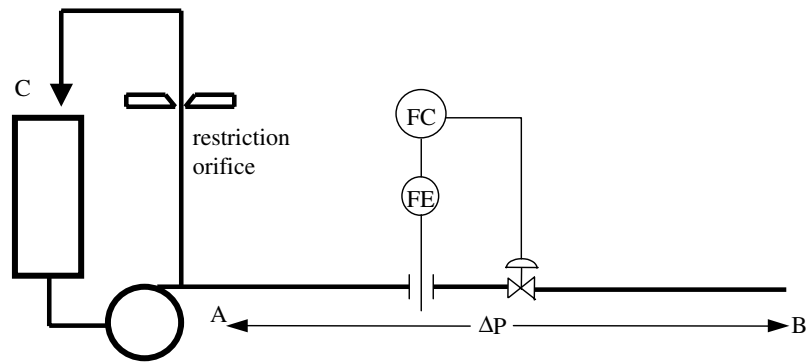 C
FC
restriction
orifice
FE
A
ΔP
B